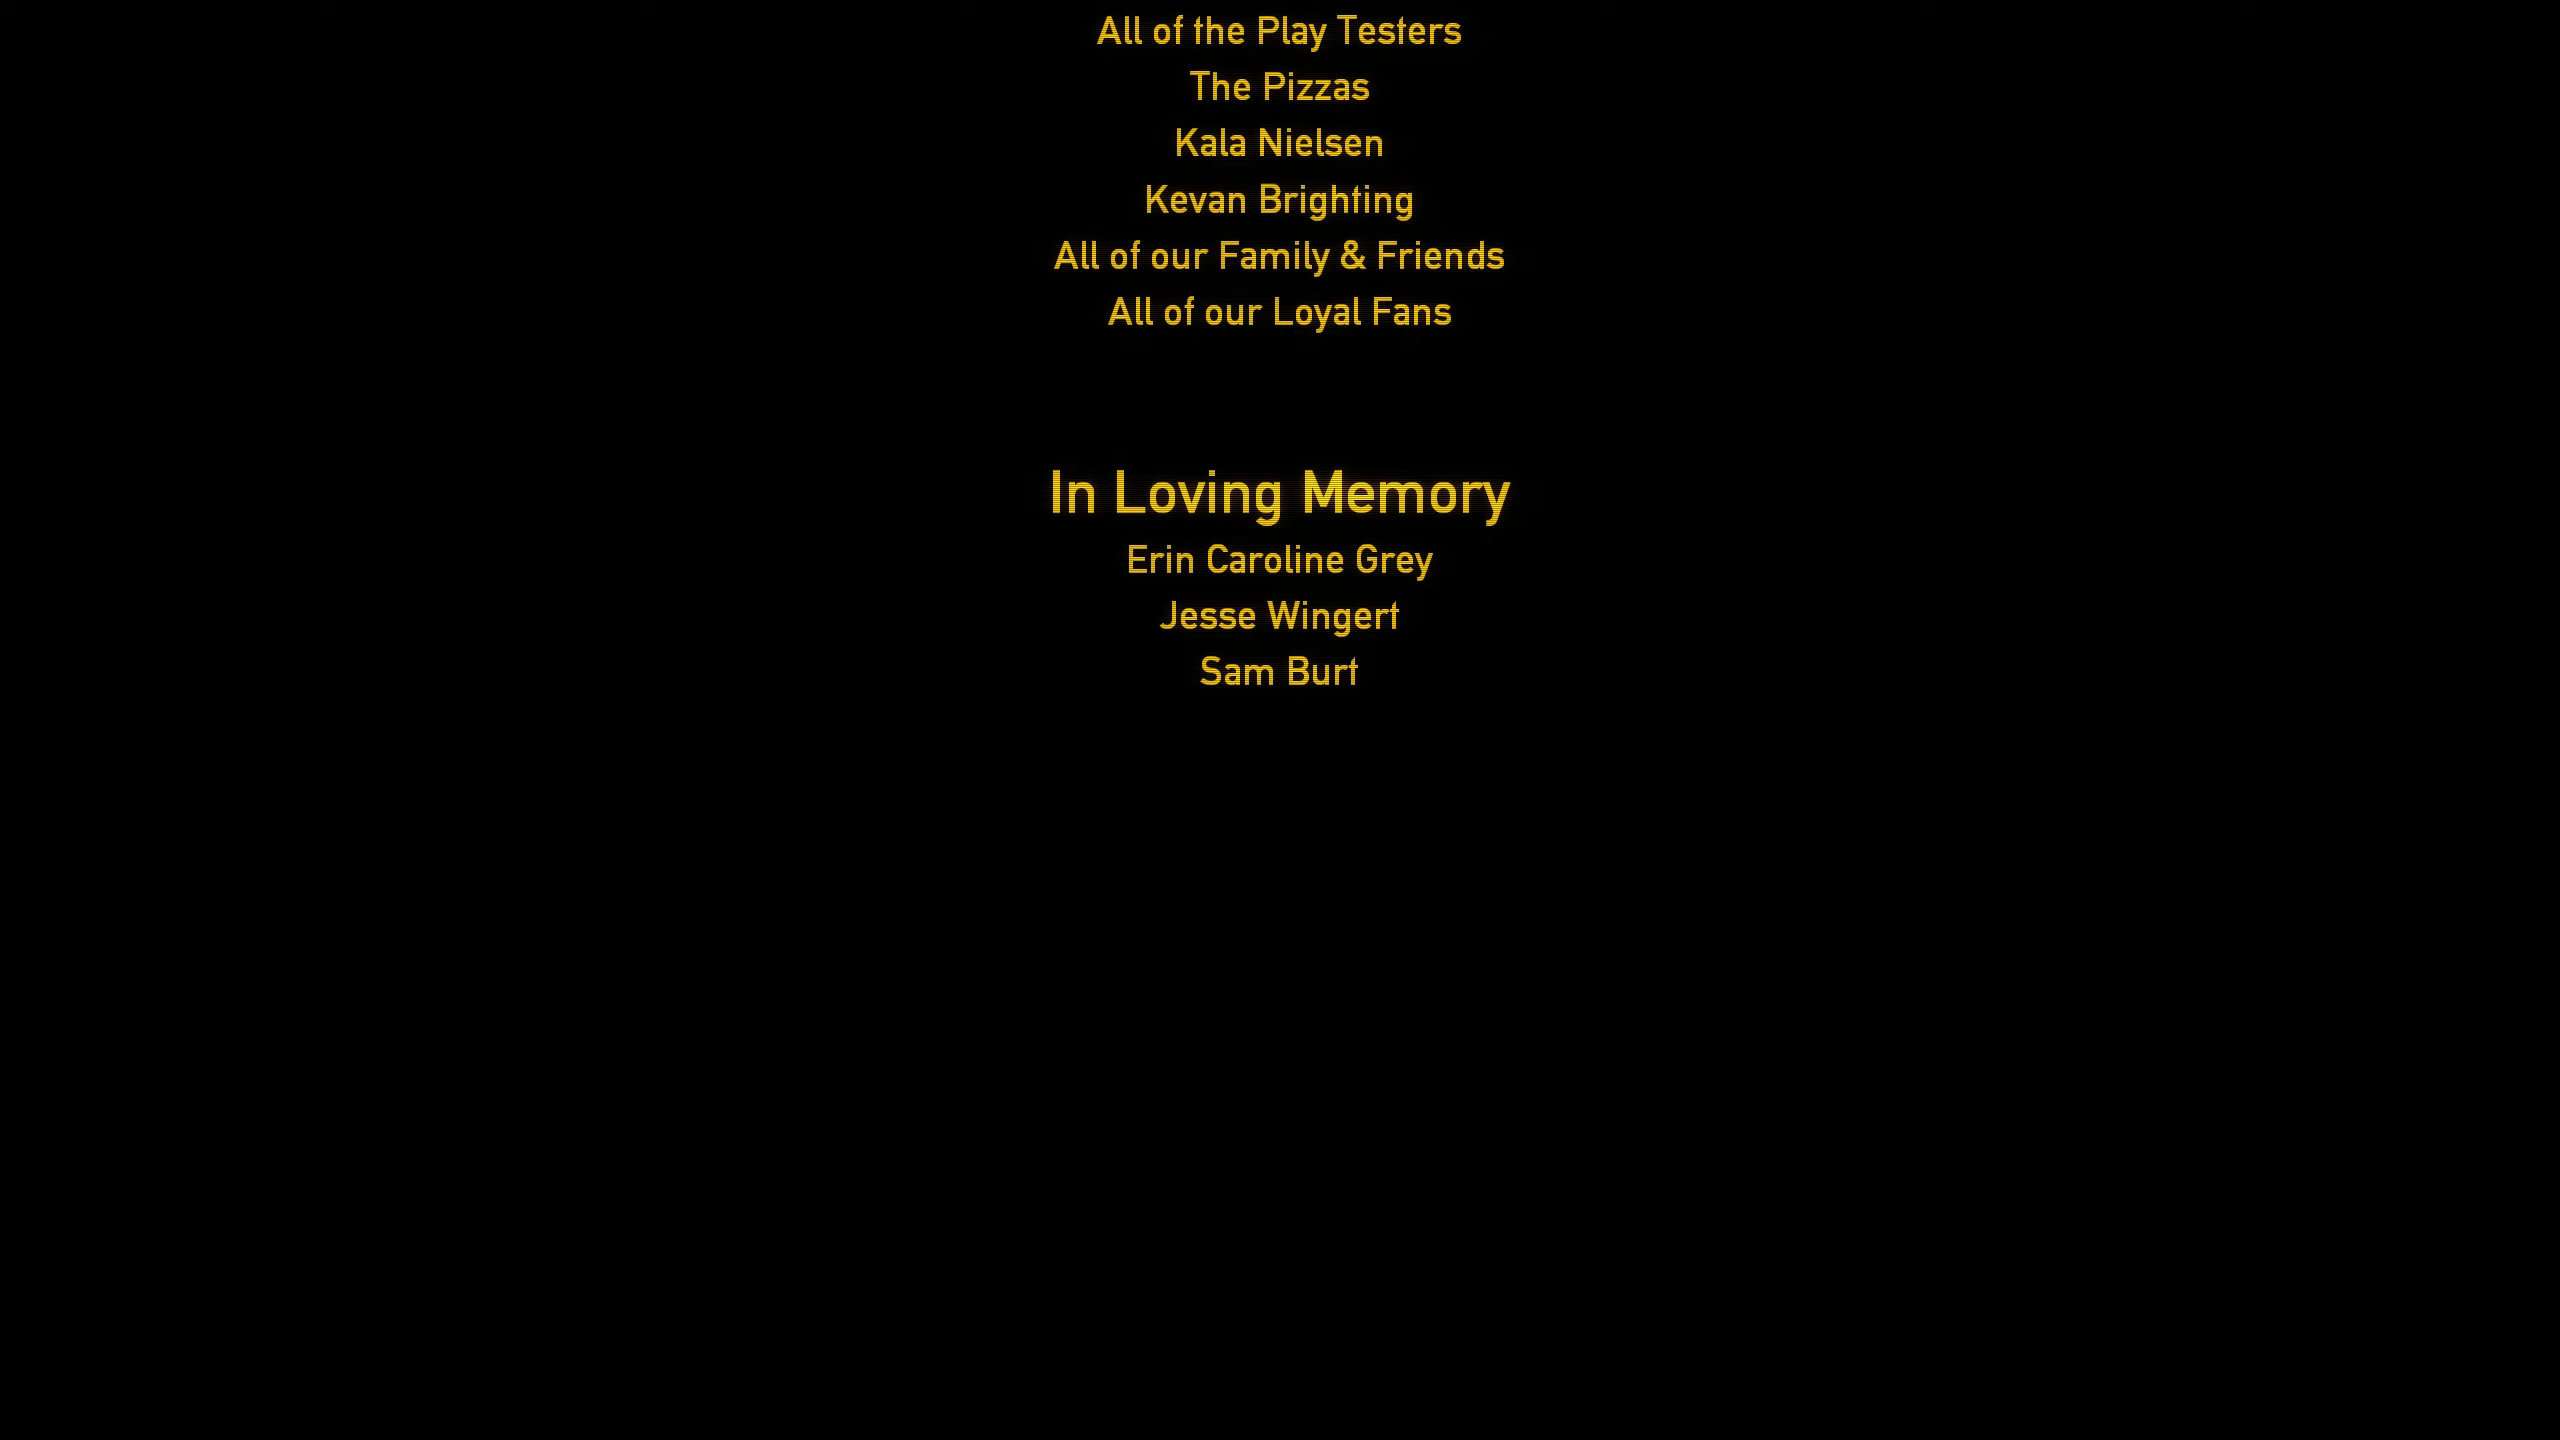 All of the Play Testers
The Pizzas
Kala Nielsen
Kevan Brighting
All of our Family & Friends
All of our Loyal Fans
In Loving Memory
Erin Caroline Grey
Jesse Wingert
Sam Burt